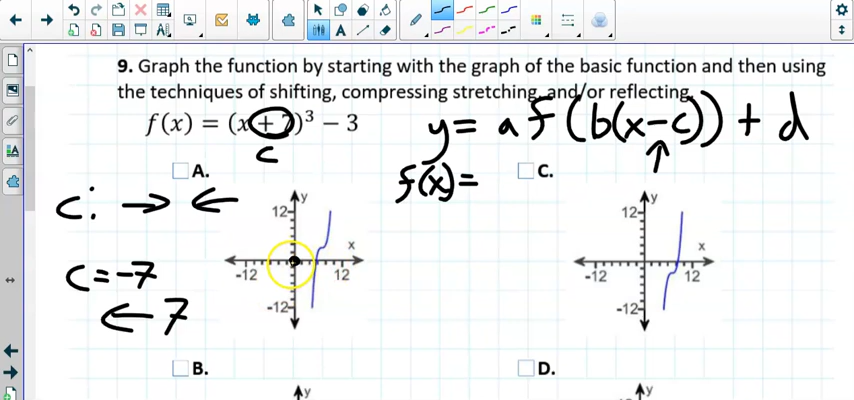 9. Graph the function by starting with the graph of the basic function and then using
the techniques of shifting, compressing stretching, and/or reflecting.
f(x) = (x + 7)³ − 3
y = a f(b(x − c)) + d
c
f(x) =
A.
C.
c: → ←
c = −7
← 7
y
12
x
-12
12
-12
y
12
x
-12
12
-12
B.
D.
y
y